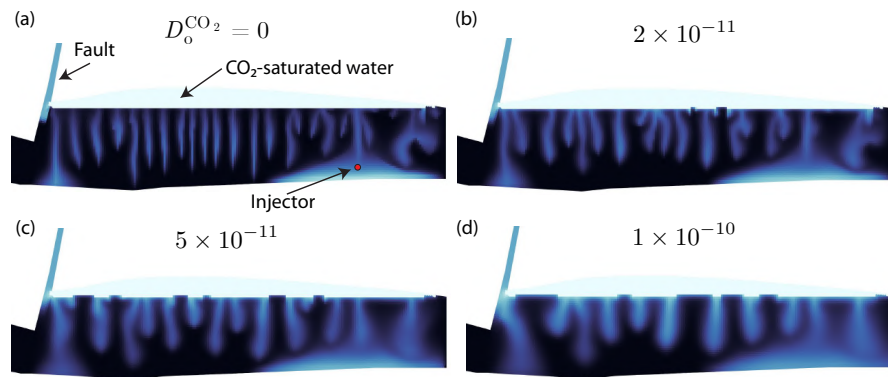 (a)
D_o^{CO_2} = 0
Fault
CO₂-saturated water
Injector
(b)
2 × 10⁻¹¹
(c)
5 × 10⁻¹¹
(d)
1 × 10⁻¹⁰